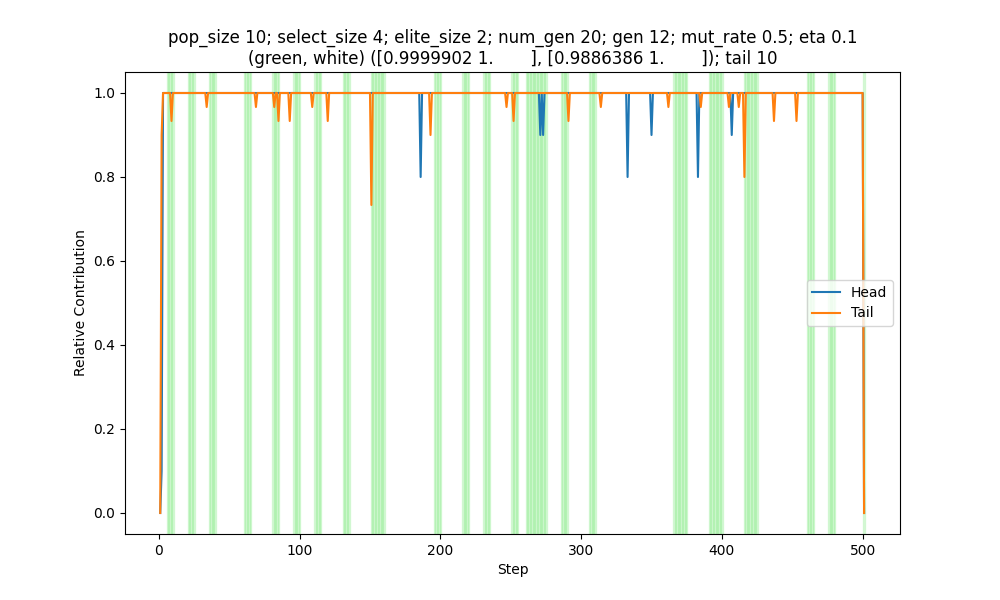 pop_size 10; select_size 4; elite_size 2; num_gen 20; gen 12; mut_rate 0.5; eta 0.1
(green, white) ([0.9999902 1.        ], [0.9886386 1.        ]); tail 10
1.0
0.8
0.6
0.4
0.2
0.0
Relative Contribution
Head
Tail
0
100
200
300
400
500
Step